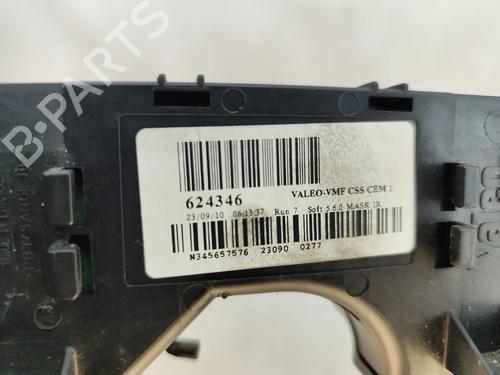 B-PARTS
624346 VALEO-VMF CSS CEM 1
23/09/10 06:13:37 Run 7 Soft 5.6.0 MASK 1R
N345657576 23090 0277